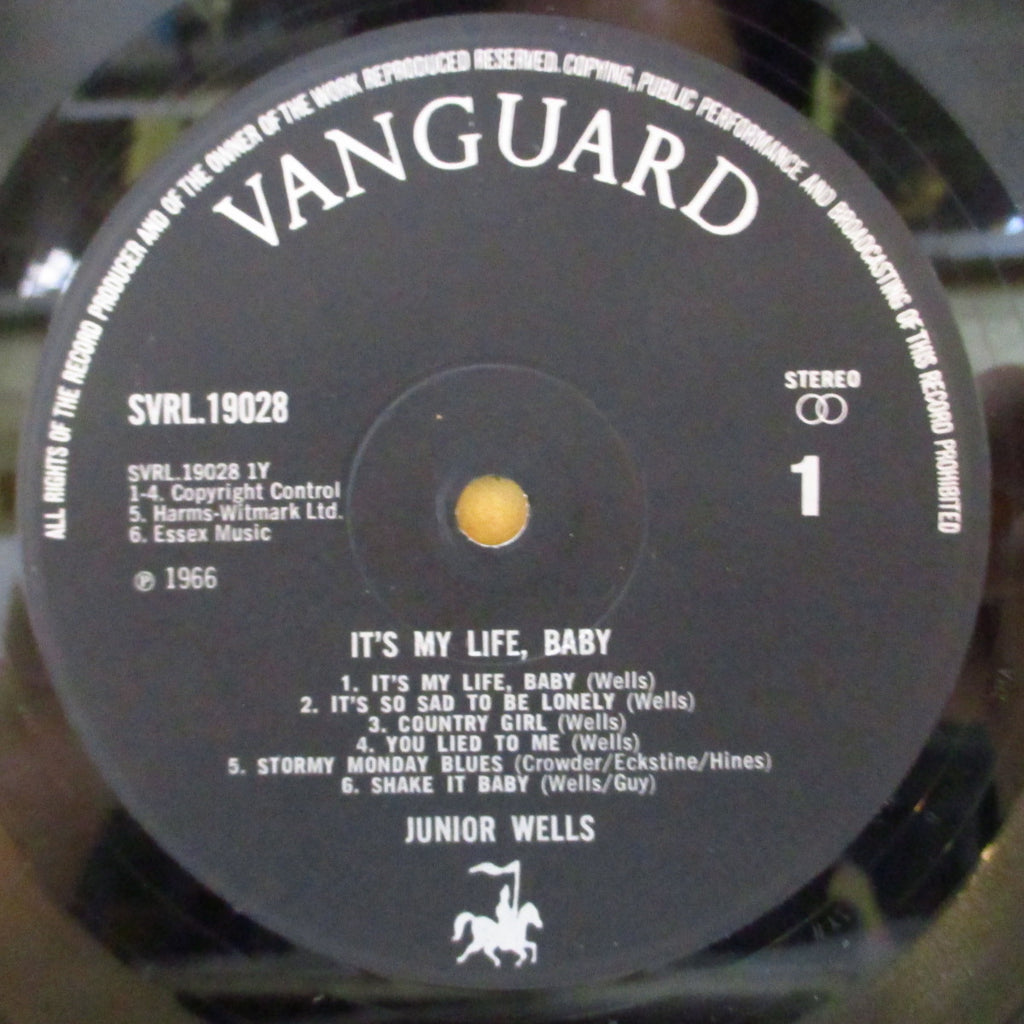 ALL RIGHTS OF THE RECORD PRODUCER AND OF THE OWNER OF THE WORK REPRODUCED RESERVED. COPYING, PUBLIC PERFORMANCE AND BROADCASTING OF THIS RECORD PROHIBITED
VANGUARD
STEREO
SVRL.19028
1
SVRL.19028 1Y
1-4. Copyright Control
5. Harms-Witmark Ltd.
6. Essex Music
℗ 1966
IT'S MY LIFE, BABY
1. IT'S MY LIFE, BABY (Wells)
2. IT'S SO SAD TO BE LONELY (Wells)
3. COUNTRY GIRL (Wells)
4. YOU LIED TO ME (Wells)
5. STORMY MONDAY BLUES (Crowder/Eckstine/Hines)
6. SHAKE IT BABY (Wells/Guy)
JUNIOR WELLS